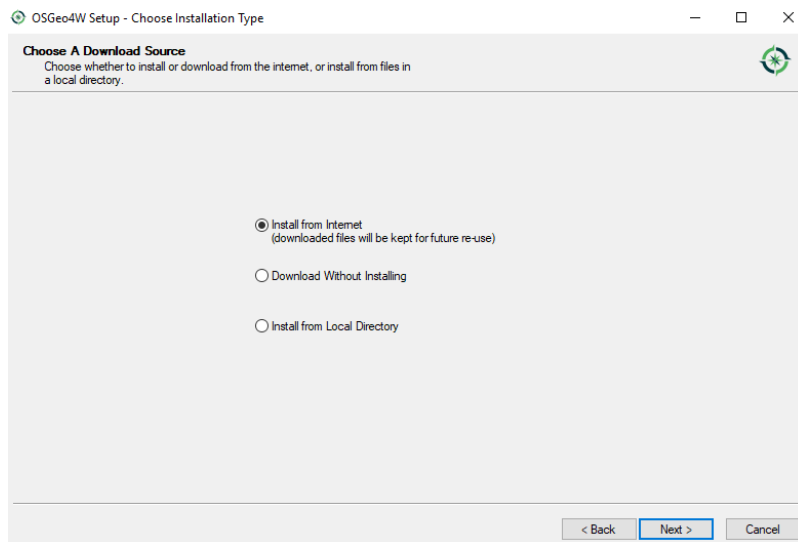 OSGeo4W Setup - Choose Installation Type
Choose A Download Source
Choose whether to install or download from the internet, or install from files in
a local directory.
Install from Internet
(downloaded files will be kept for future re-use)
Download Without Installing
Install from Local Directory
< Back
Next >
Cancel